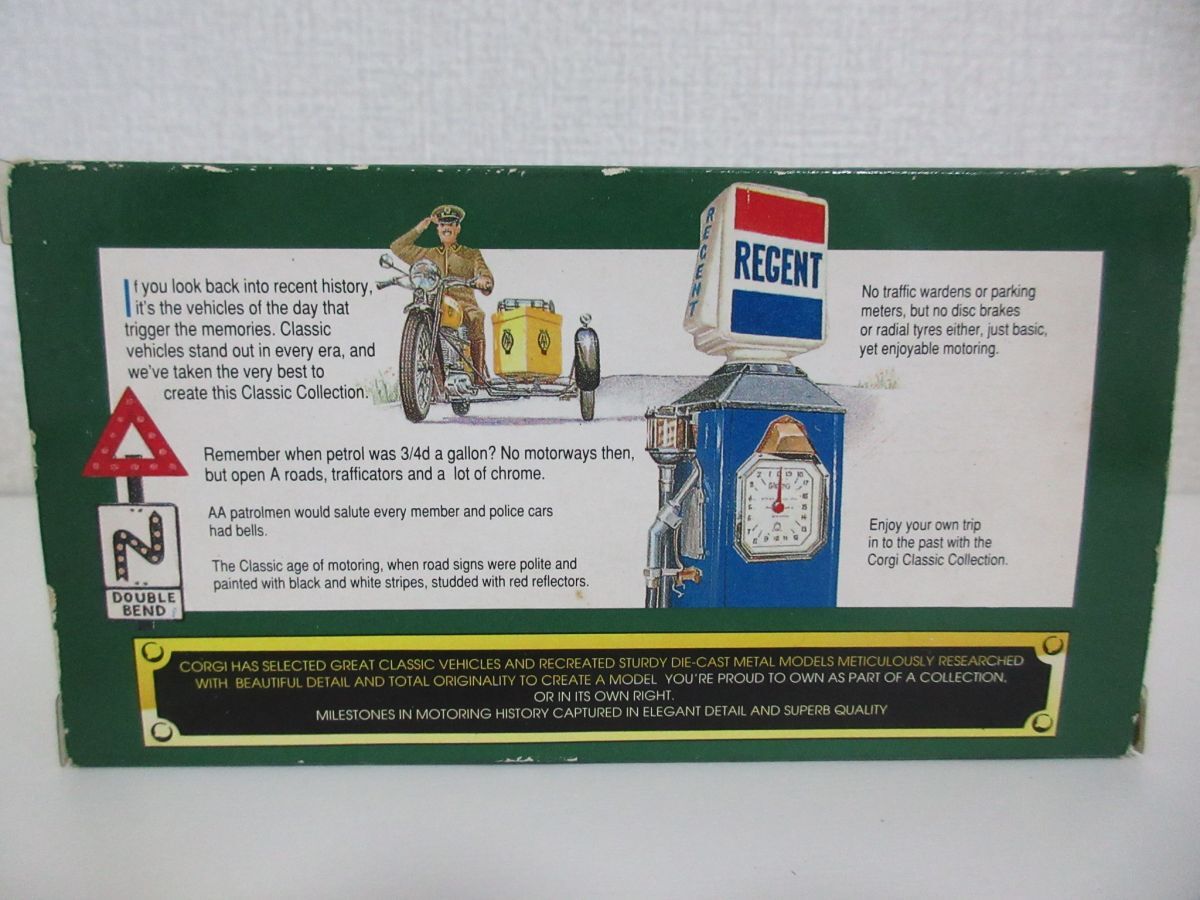 If you look back into recent history,
it's the vehicles of the day that
trigger the memories. Classic
vehicles stand out in every era, and
we've taken the very best to
create this Classic Collection.
REGENT
REGENT
No traffic wardens or parking
meters, but no disc brakes
or radial tyres either, just basic,
yet enjoyable motoring.
Remember when petrol was 3/4d a gallon? No motorways then,
but open A roads, trafficators and a lot of chrome.
AA patrolmen would salute every member and police cars
had bells.
The Classic age of motoring, when road signs were polite and
painted with black and white stripes, studded with red reflectors.
Enjoy your own trip
in to the past with the
Corgi Classic Collection.
DOUBLE
BEND
CORGI HAS SELECTED GREAT CLASSIC VEHICLES AND RECREATED STURDY DIE-CAST METAL MODELS METICULOUSLY RESEARCHED
WITH BEAUTIFUL DETAIL AND TOTAL ORIGINALITY TO CREATE A MODEL YOU'RE PROUD TO OWN AS PART OF A COLLECTION,
OR IN ITS OWN RIGHT.
MILESTONES IN MOTORING HISTORY CAPTURED IN ELEGANT DETAIL AND SUPERB QUALITY